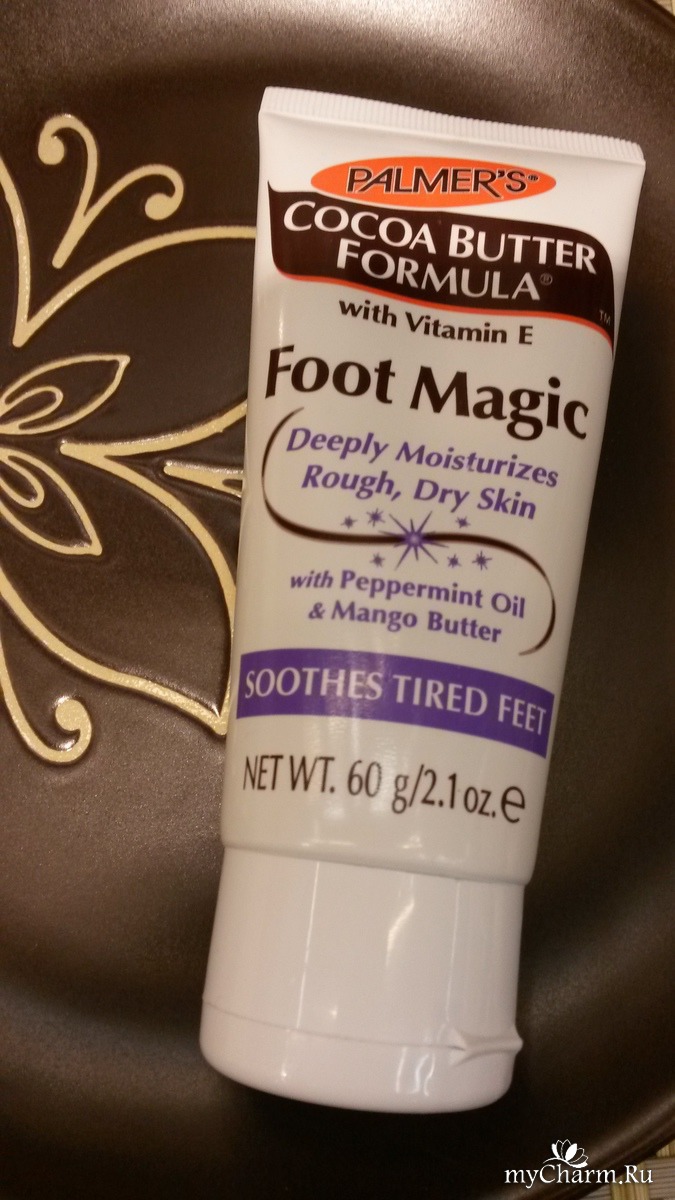 PALMER'S®
COCOA BUTTER
FORMULA®
TM
with Vitamin E
Foot Magic
Deeply Moisturizes
Rough, Dry Skin
with Peppermint Oil
& Mango Butter
SOOTHES TIRED FEET
NET WT. 60 g/2.1 oz. e
myCharm.Ru